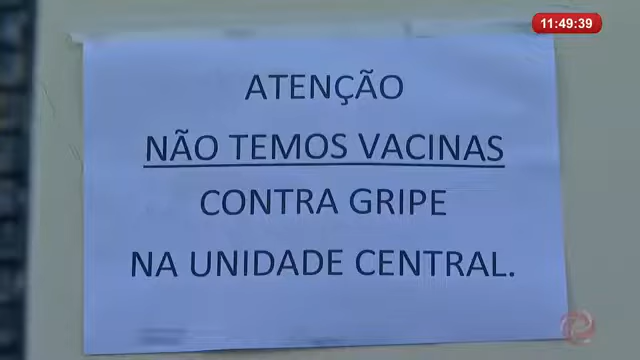 11:49:39
ATENÇÃO
NÃO TEMOS VACINAS
CONTRA GRIPE
NA UNIDADE CENTRAL.